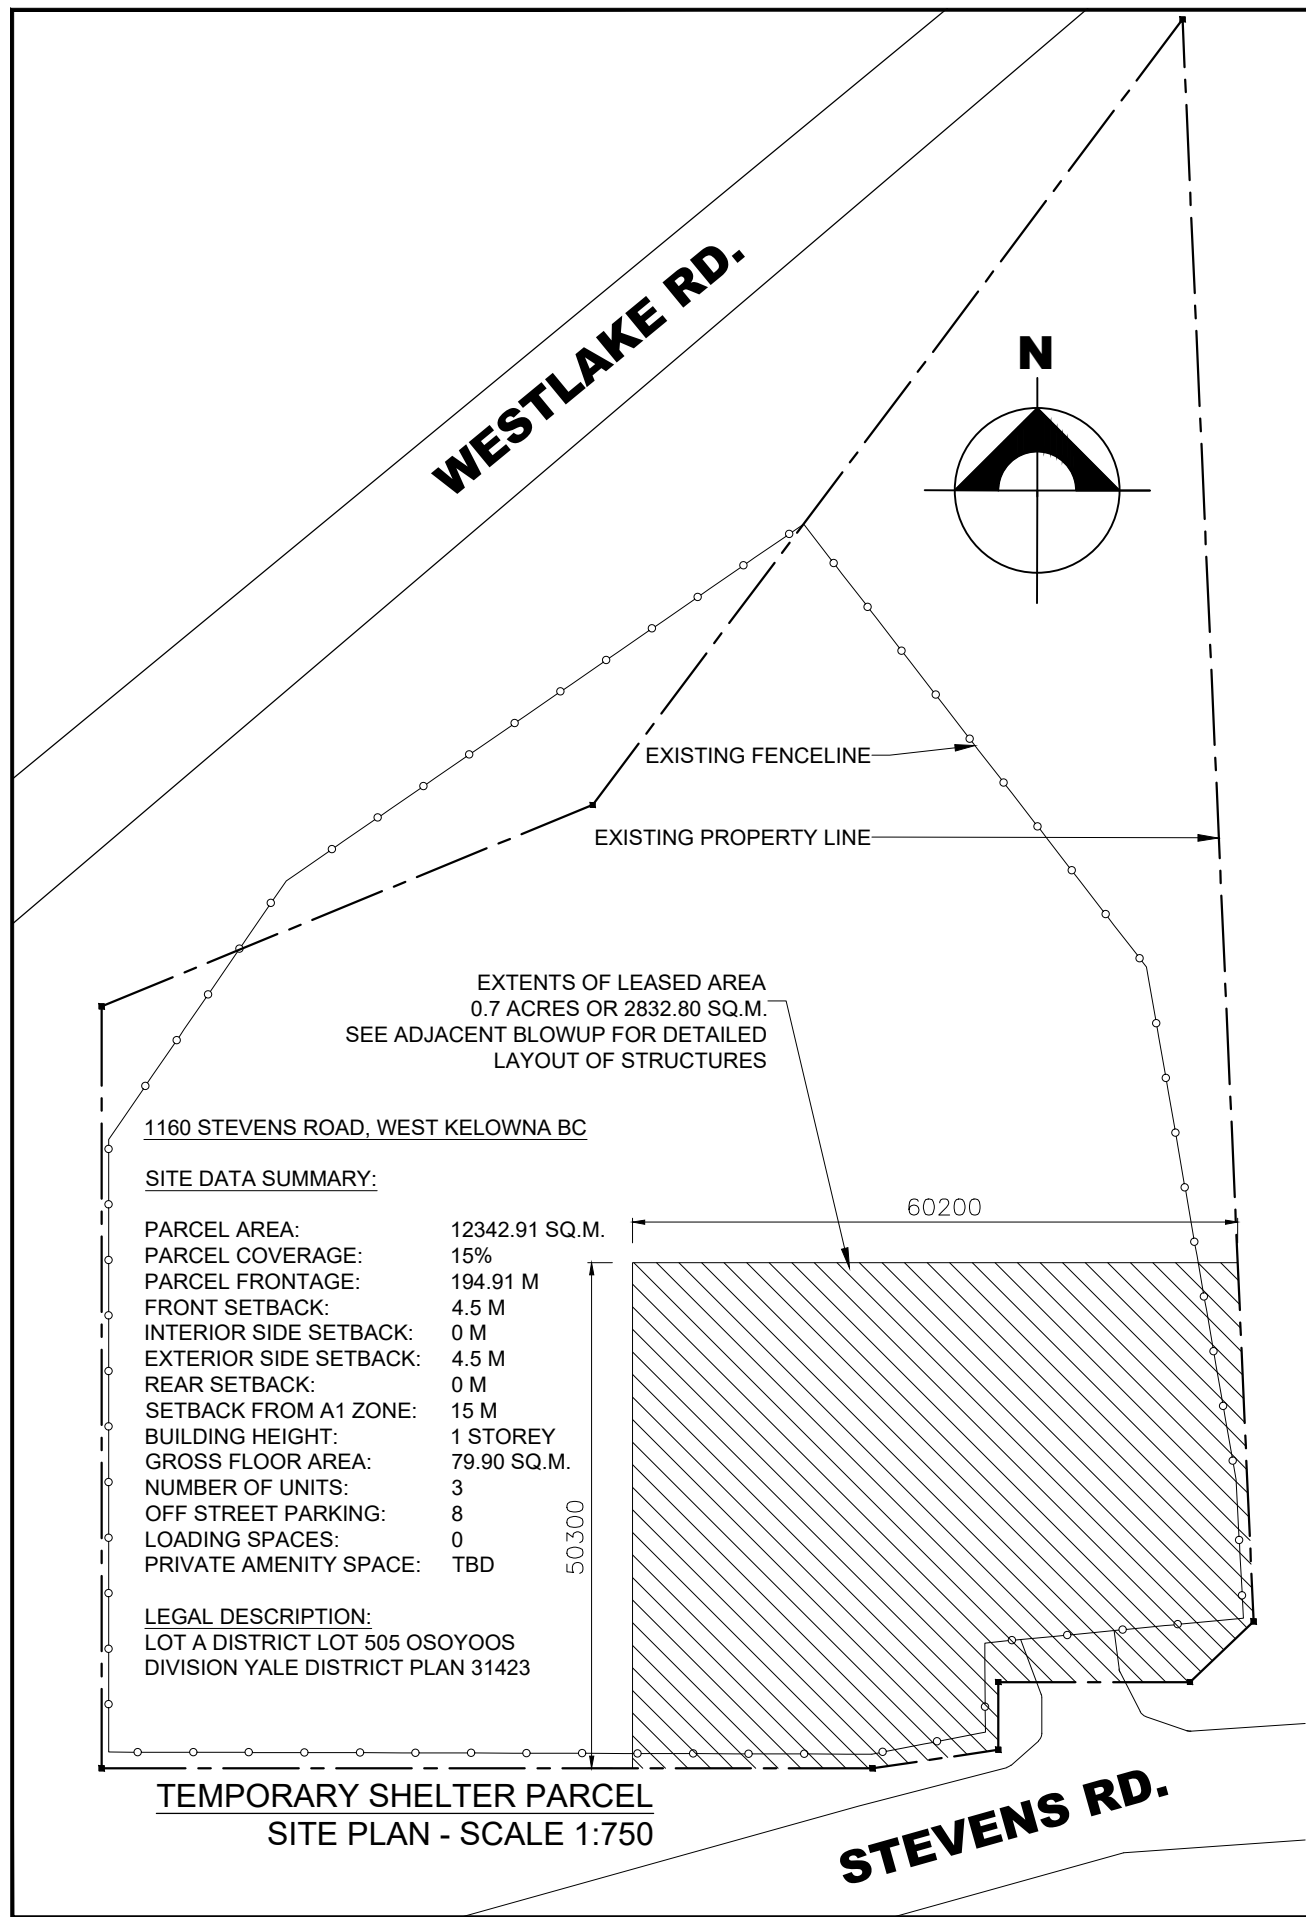 WESTLAKE RD.
N
EXISTING FENCELINE
EXISTING PROPERTY LINE
EXTENTS OF LEASED AREA
0.7 ACRES OR 2832.80 SQ.M.
SEE ADJACENT BLOWUP FOR DETAILED
LAYOUT OF STRUCTURES
1160 STEVENS ROAD, WEST KELOWNA BC
SITE DATA SUMMARY:
PARCEL AREA: 12342.91 SQ.M.
PARCEL COVERAGE: 15%
PARCEL FRONTAGE: 194.91 M
FRONT SETBACK: 4.5 M
INTERIOR SIDE SETBACK: 0 M
EXTERIOR SIDE SETBACK: 4.5 M
REAR SETBACK: 0 M
SETBACK FROM A1 ZONE: 15 M
BUILDING HEIGHT: 1 STOREY
GROSS FLOOR AREA: 79.90 SQ.M.
NUMBER OF UNITS: 3
OFF STREET PARKING: 8
LOADING SPACES: 0
PRIVATE AMENITY SPACE: TBD
LEGAL DESCRIPTION:
LOT A DISTRICT LOT 505 OSOYOOS
DIVISION YALE DISTRICT PLAN 31423
60200
50300
TEMPORARY SHELTER PARCEL
SITE PLAN - SCALE 1:750
STEVENS RD.